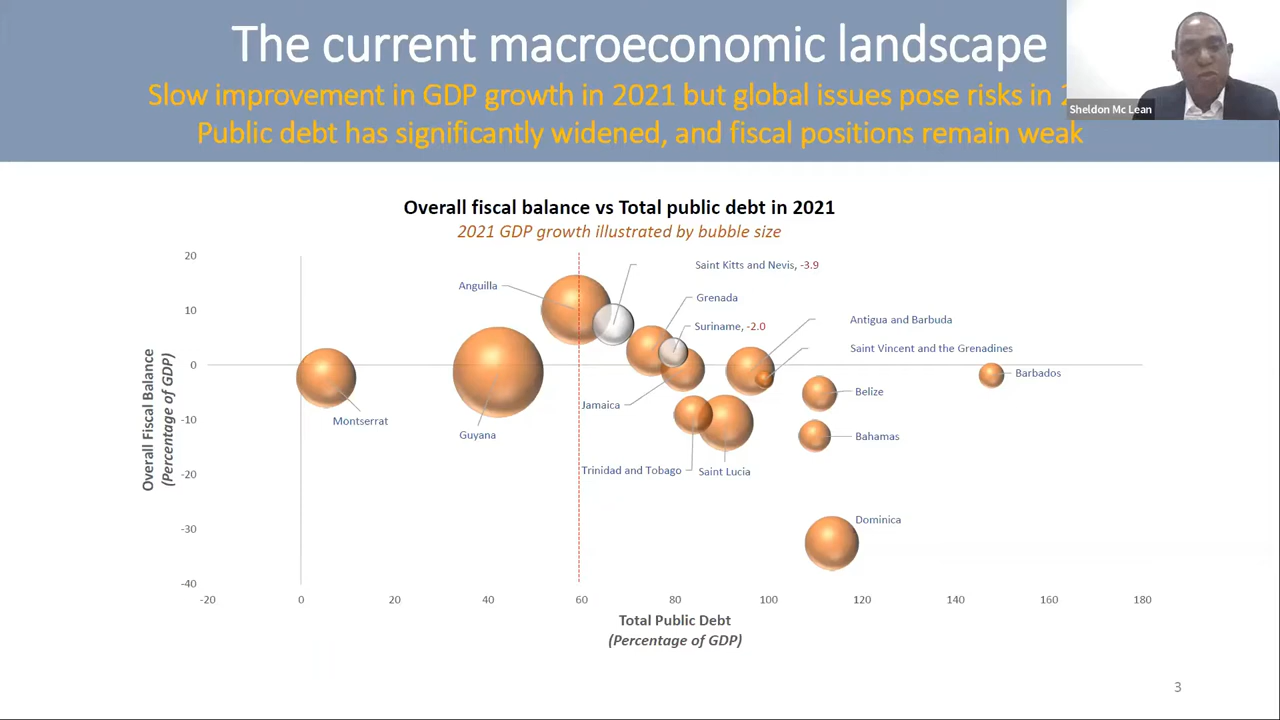 The current macroeconomic landscape
Slow improvement in GDP growth in 2021 but global issues pose risks in
Public debt has significantly widened, and fiscal positions remain weak
Sheldon Mc Lean
Overall fiscal balance vs Total public debt in 2021
2021 GDP growth illustrated by bubble size
20
10
0
-10
-20
-30
-40
Overall Fiscal Balance
(Percentage of GDP)
Saint Kitts and Nevis, -3.9
Anguilla
Grenada
Suriname, -2.0
Antigua and Barbuda
Saint Vincent and the Grenadines
Barbados
Belize
Jamaica
Montserrat
Guyana
Bahamas
Trinidad and Tobago
Saint Lucia
Dominica
-20
0
20
40
60
80
100
120
140
160
180
Total Public Debt
(Percentage of GDP)
3